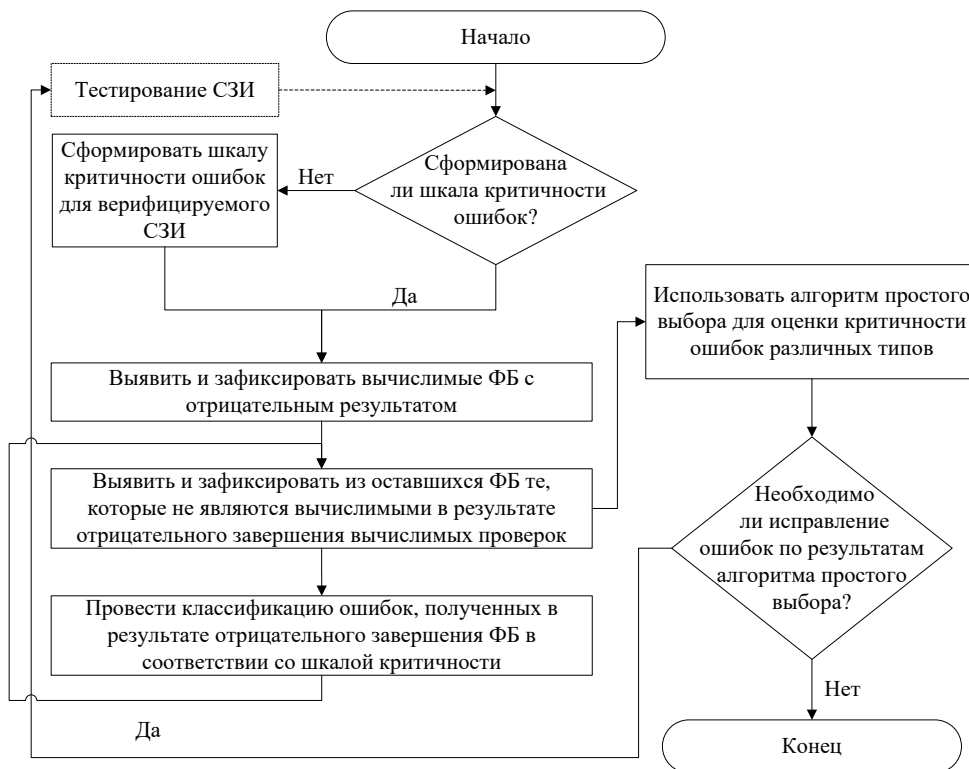 Начало
Тестирование СЗИ
Сформирована
ли шкала критичности
ошибок?
Нет
Сформировать шкалу
критичности ошибок
для верифицируемого
СЗИ
Да
Выявить и зафиксировать вычислимые ФБ с
отрицательным результатом
Выявить и зафиксировать из оставшихся ФБ те,
которые не являются вычислимыми в результате
отрицательного завершения вычислимых проверок
Провести классификацию ошибок, полученных в
результате отрицательного завершения ФБ в
соответствии со шкалой критичности
Использовать алгоритм простого
выбора для оценки критичности
ошибок различных типов
Необходимо
ли исправление
ошибок по результатам
алгоритма простого
выбора?
Да
Нет
Конец